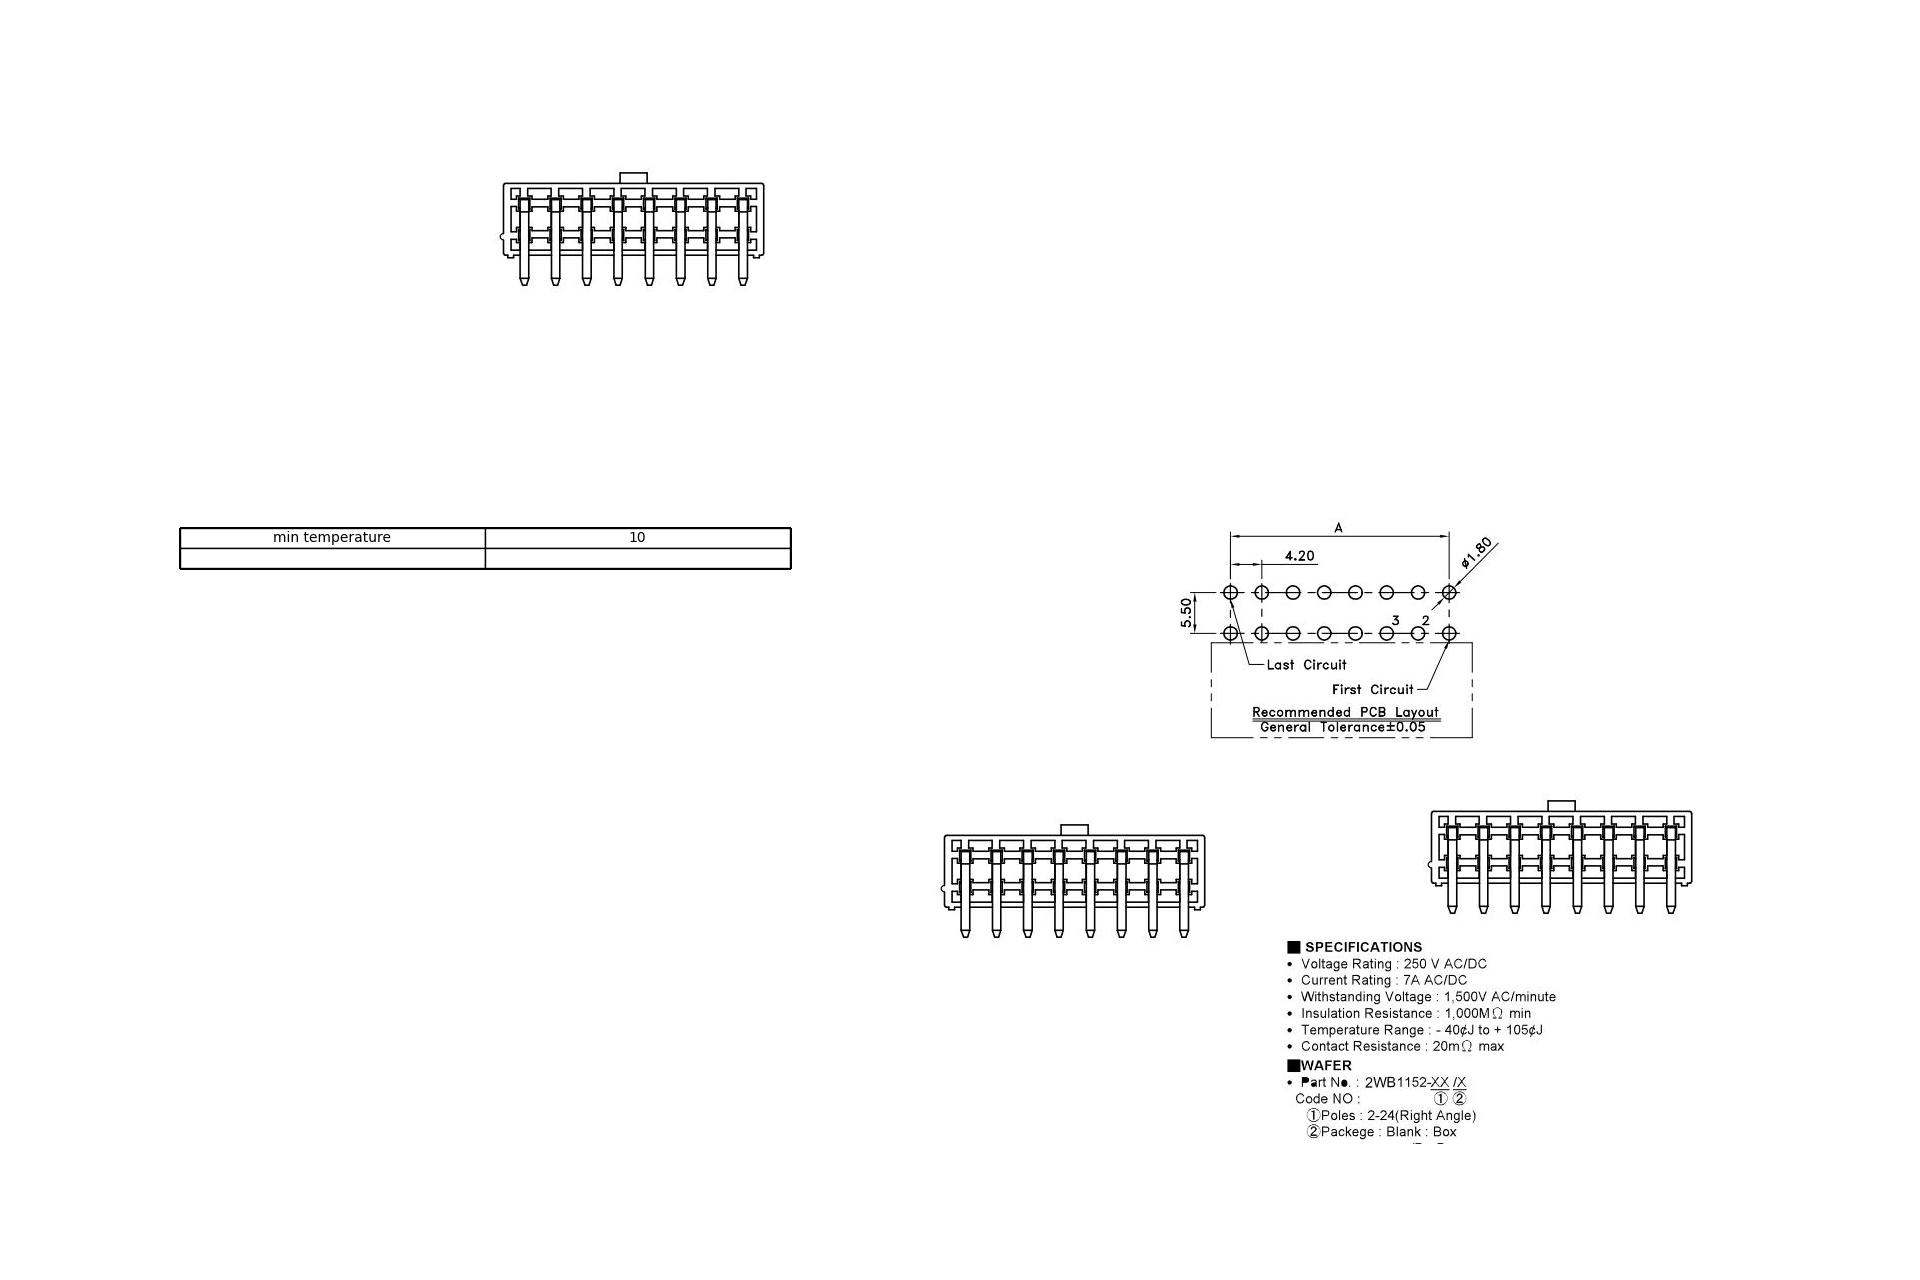 min temperature 10
A
4.20
ø1.80
5.50
3 2
Last Circuit
First Circuit
Recommended PCB Layout
General Tolerance±0.05
■ SPECIFICATIONS
• Voltage Rating : 250 V AC/DC
• Current Rating : 7A AC/DC
• Withstanding Voltage : 1,500V AC/minute
• Insulation Resistance : 1,000MΩ min
• Temperature Range : - 40¢J to + 105¢J
• Contact Resistance : 20mΩ max
■WAFER
• Part No. : 2WB1152-XX /X
Code NO : ① ②
①Poles : 2-24(Right Angle)
②Packege : Blank : Box